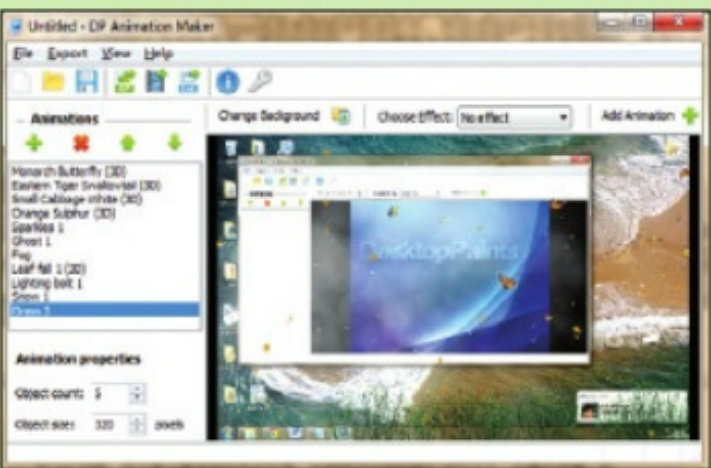 Untitled - DP Animation Maker
File Export View Help
Animations
Change Background Choose Effect: No effect Add Animation
Monarch Butterfly (3D)
Eastern Tiger Swallowtail (3D)
Small Cabbage White (3D)
Orange Sulphur (3D)
Sparkles 1
Ghost 1
Fog
Leaf fall 1 (3D)
Lighting bolt 1
Snow 1
DesktopPaints
Animation properties
Object count: 5
Object size: 320 pixels